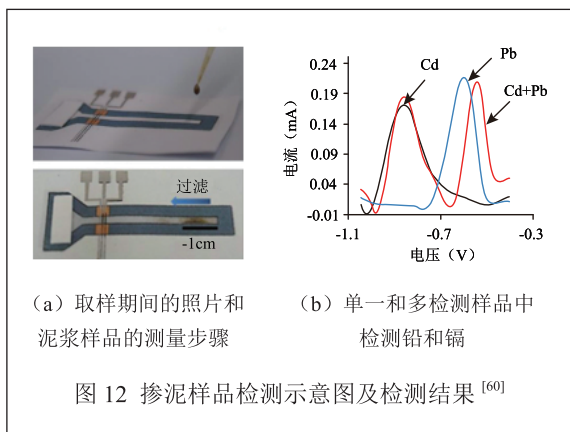 过滤
-1cm
0.24
0.19
0.14
0.09
0.04
-0.01
电流(mA)
Cd
Pb
Cd+Pb
-1.1
-0.7
-0.3
电压（V）
（a）取样期间的照片和
泥浆样品的测量步骤
（b）单一和多检测样品中
检测铅和镉
图 12 掺泥样品检测示意图及检测结果 [60]